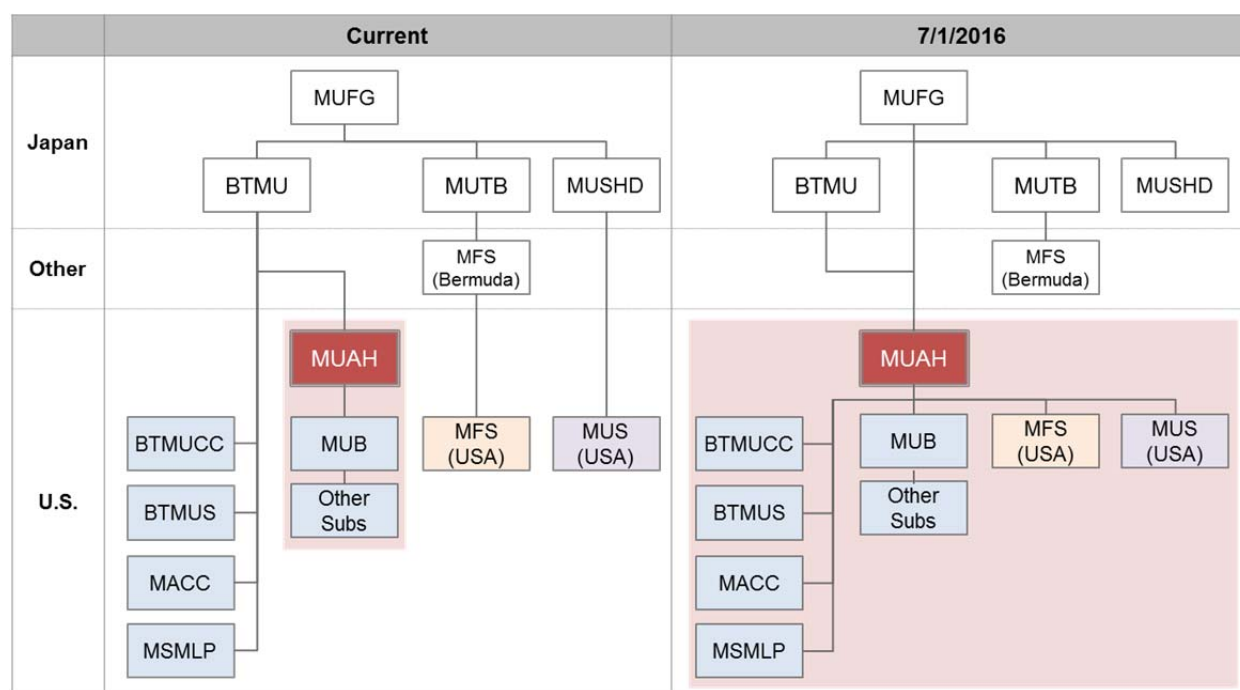 Current
7/1/2016
Japan
MUFG
BTMU
MUTB
MUSHD
MUFG
BTMU
MUTB
MUSHD
Other
MFS
(Bermuda)
MFS
(Bermuda)
U.S.
MUAH
BTMUCC
MUB
MFS
(USA)
MUS
(USA)
BTMUS
Other
Subs
MACC
MSMLP
MUAH
BTMUCC
MUB
MFS
(USA)
MUS
(USA)
BTMUS
Other
Subs
MACC
MSMLP